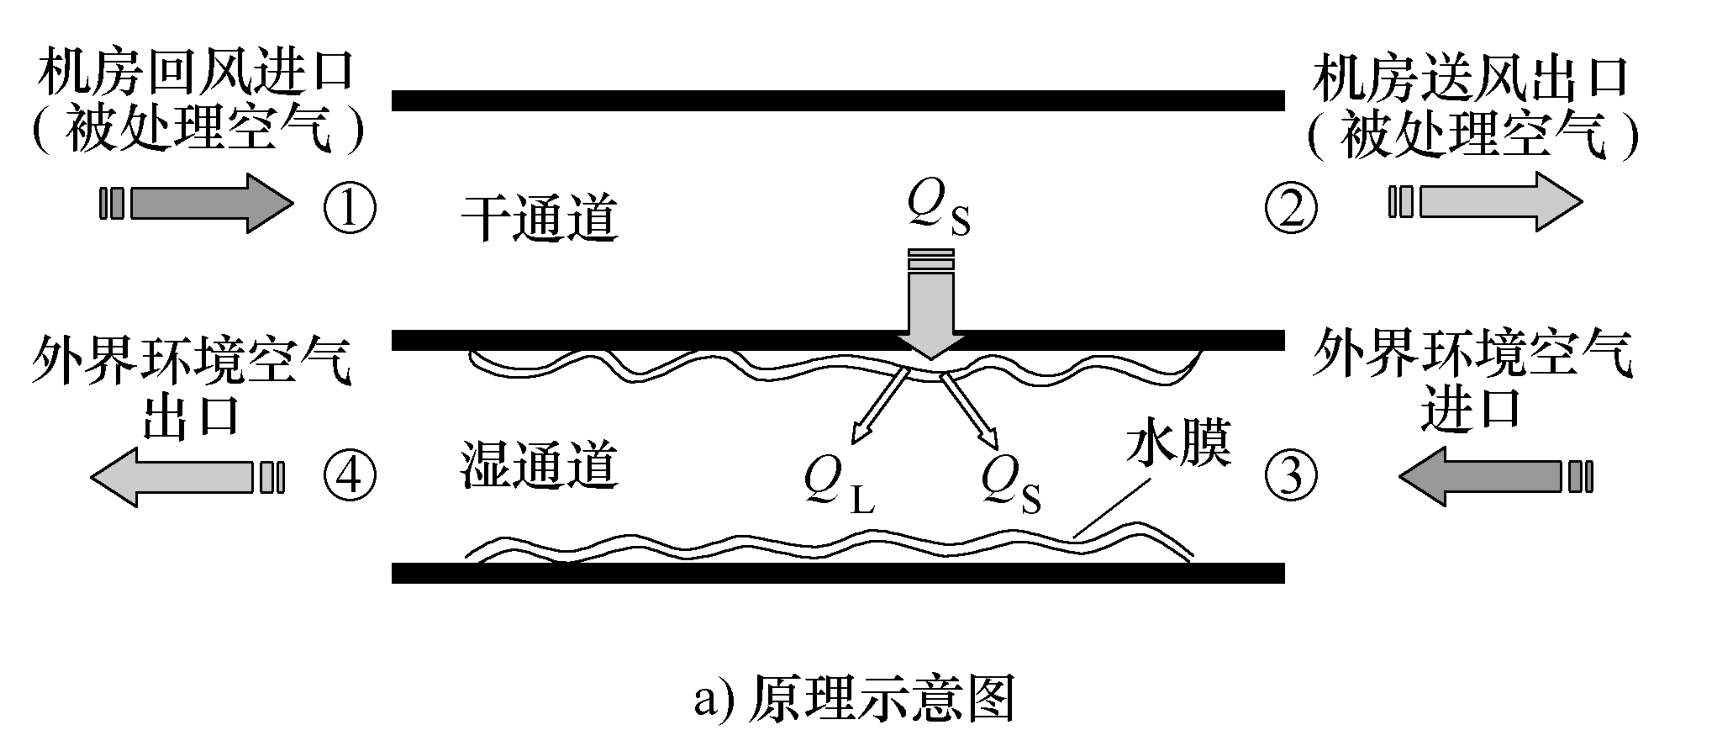 机房回风进口
(被处理空气)
①
干通道
Q_S
②
机房送风出口
(被处理空气)
外界环境空气
出口
④
湿通道
Q_L
Q_S
水膜
③
外界环境空气
进口
a) 原理示意图